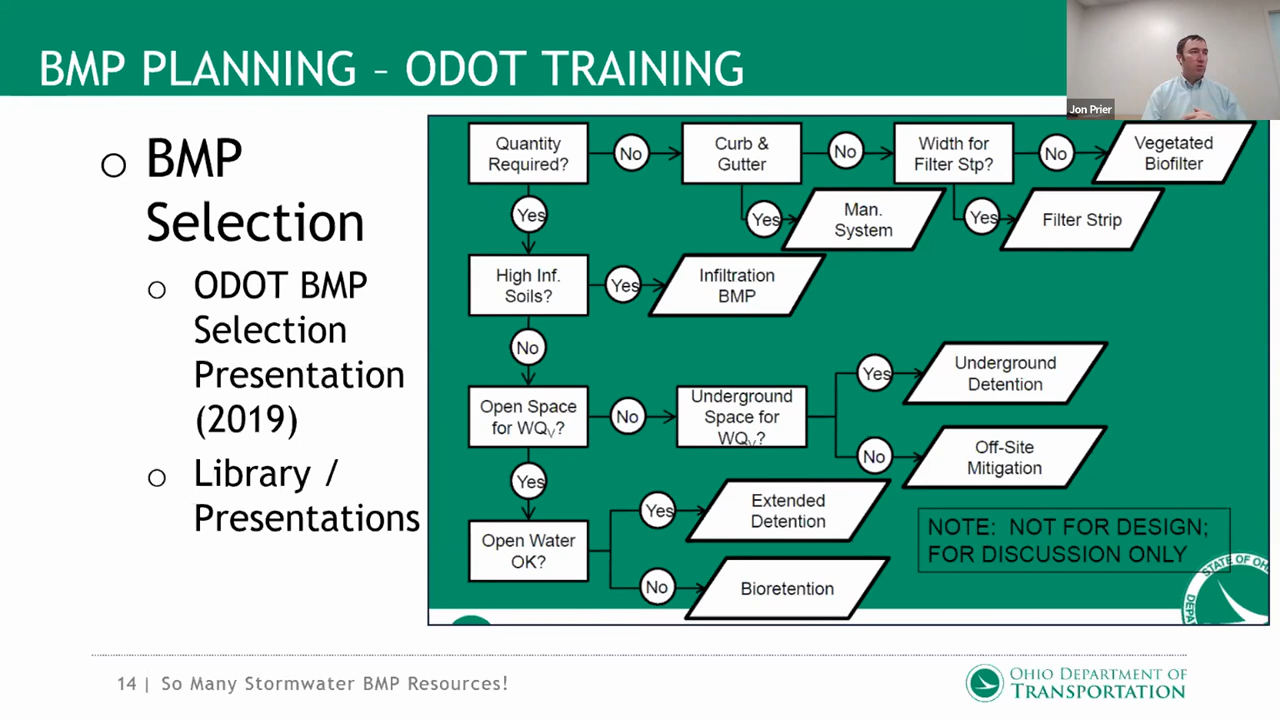 BMP PLANNING – ODOT TRAINING
Jon Prier
o BMP
Selection
o ODOT BMP
Selection
Presentation
(2019)
o Library /
Presentations
Quantity
Required?
No
Curb &
Gutter
No
Width for
Filter Stp?
No
Vegetated
Biofilter
Yes
Yes
Man.
System
Yes
Filter Strip
High Inf.
Soils?
Yes
Infiltration
BMP
No
Open Space
for WQV?
No
Underground
Space for
WQV?
Yes
Underground
Detention
No
Off-Site
Mitigation
Yes
Open Water
OK?
Yes
Extended
Detention
No
Bioretention
NOTE: NOT FOR DESIGN;
FOR DISCUSSION ONLY
STATE OF OH
DEPA
14 | So Many Stormwater BMP Resources!
OHIO DEPARTMENT OF
TRANSPORTATION